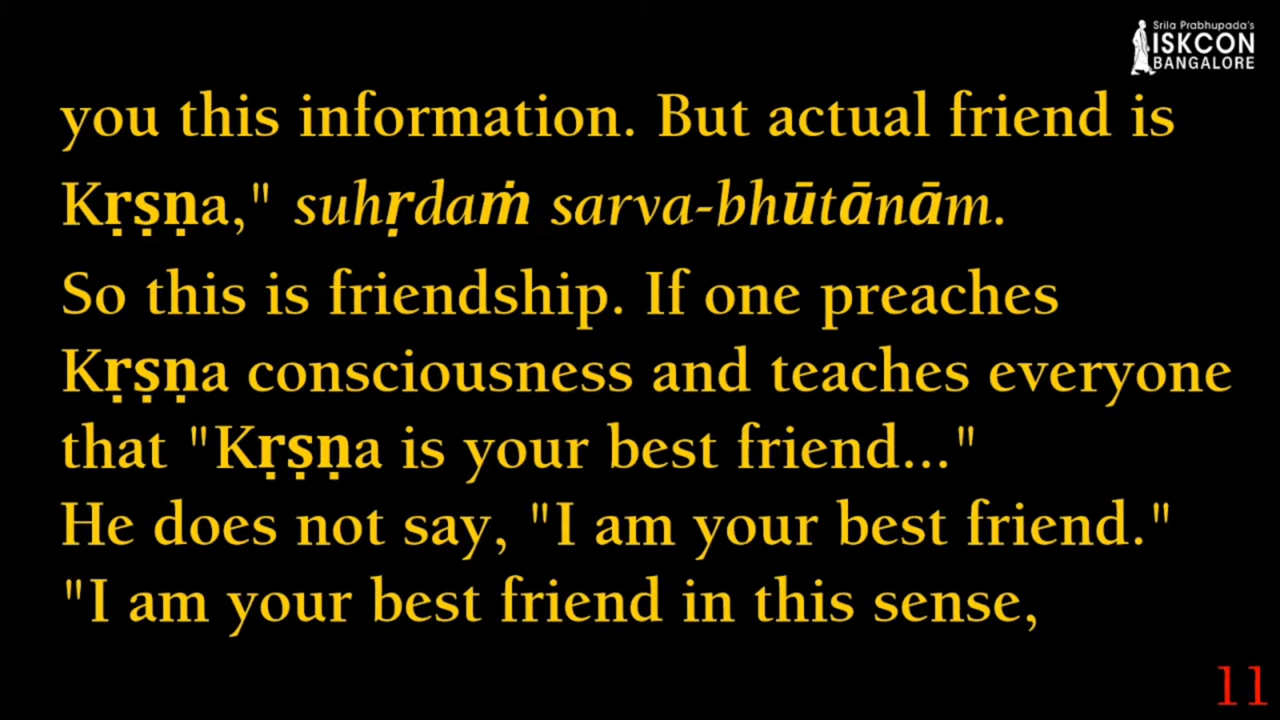 Srila Prabhupada's
ISKCON
BANGALORE
you this information. But actual friend is
Kṛṣṇa," suhṛdaṁ sarva-bhūtānām.
So this is friendship. If one preaches
Kṛṣṇa consciousness and teaches everyone
that "Kṛṣṇa is your best friend..."
He does not say, "I am your best friend."
"I am your best friend in this sense,
11